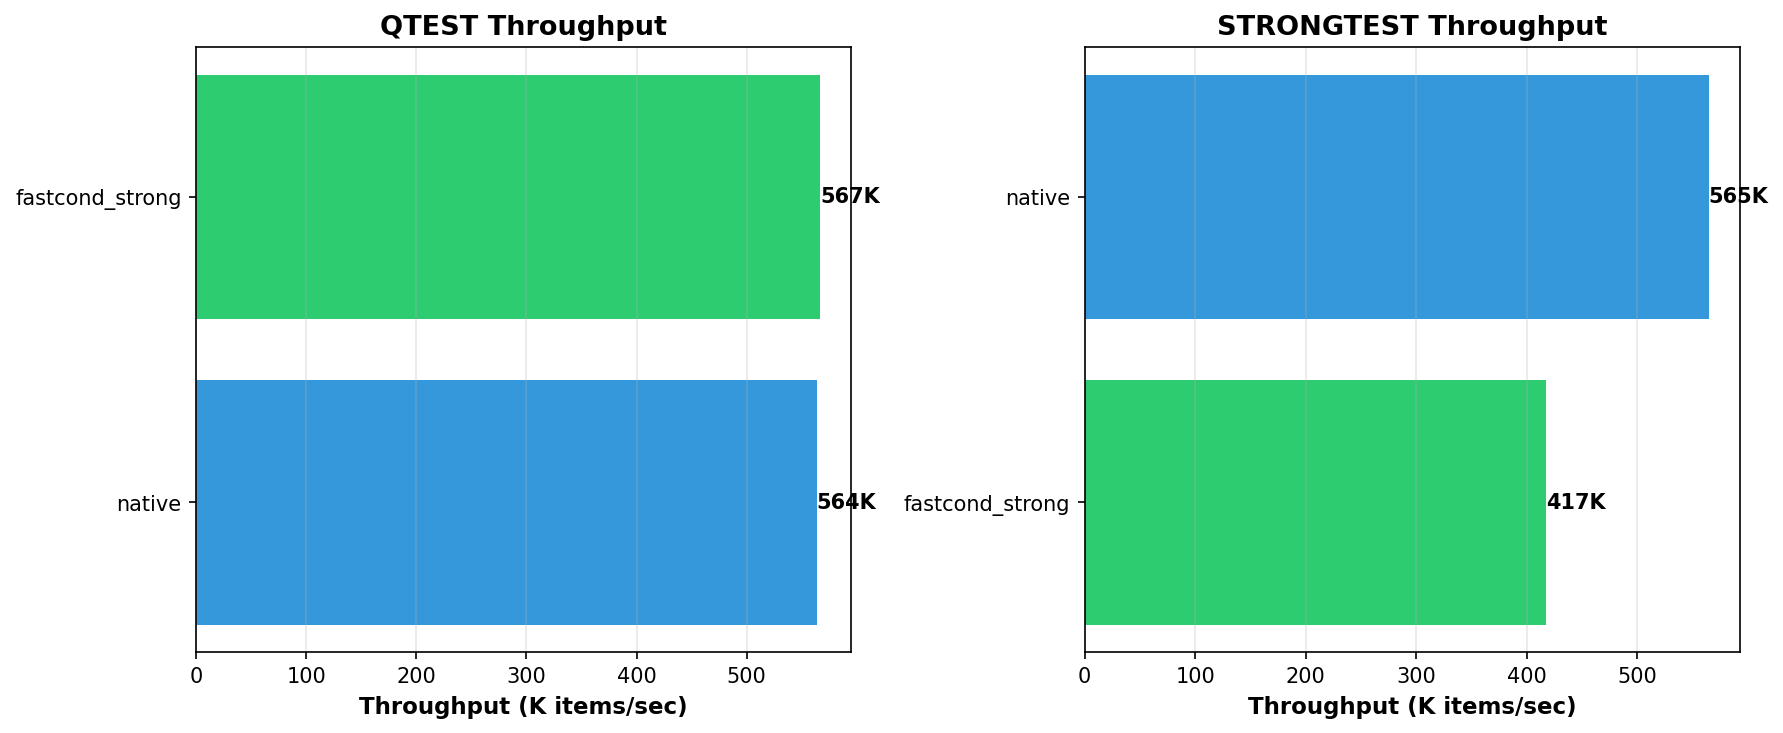 QTEST Throughput
fastcond_strong
567K
native
564K
0 100 200 300 400 500
Throughput (K items/sec)
STRONGTEST Throughput
native
565K
fastcond_strong
417K
0 100 200 300 400 500
Throughput (K items/sec)